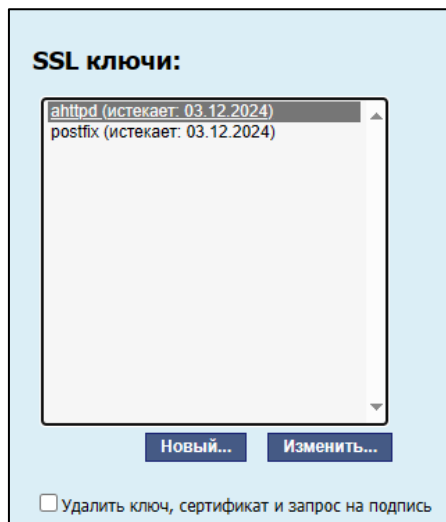 SSL ключи:
ahttpd (истекает: 03.12.2024)
postfix (истекает: 03.12.2024)
Новый... Изменить...
Удалить ключ, сертификат и запрос на подпись